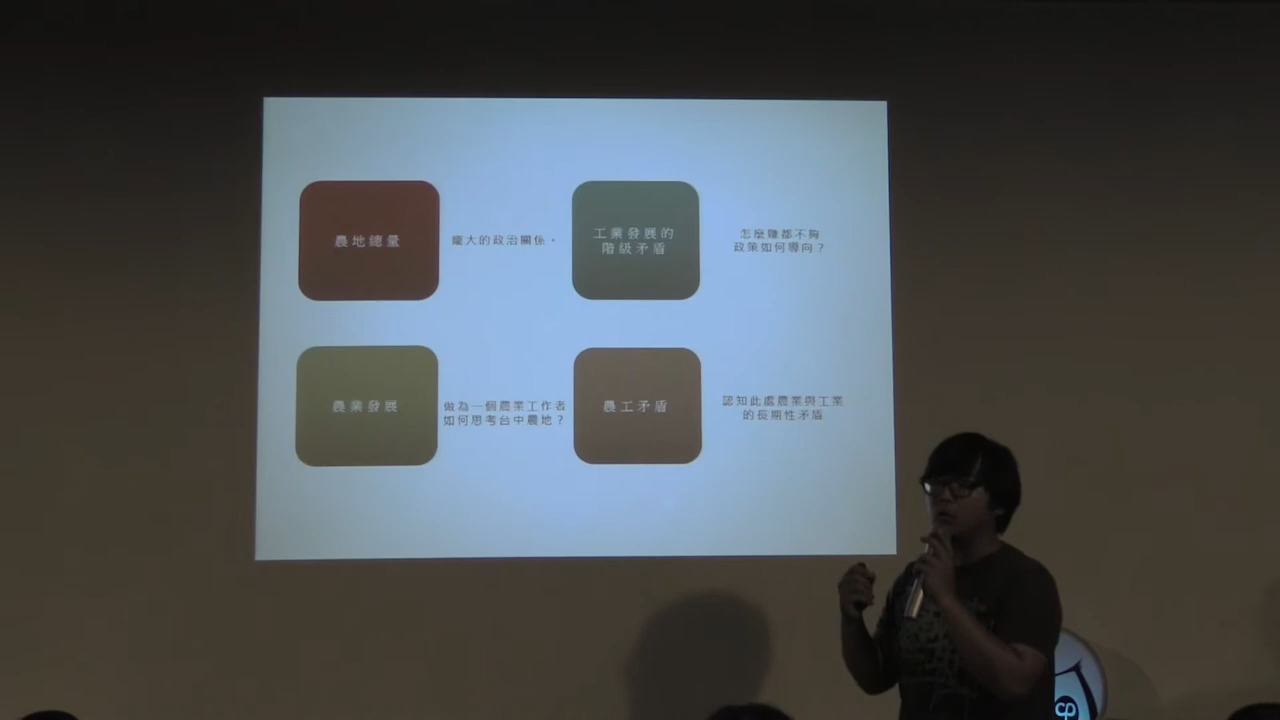 農地總量
龐大的政治關係。
工業發展的
階級矛盾
怎麼賺都不夠
政策如何導向？
農業發展
做為一個農業工作者
如何思考台中農地？
農工矛盾
認知此處農業與工業
的長期性矛盾
cp